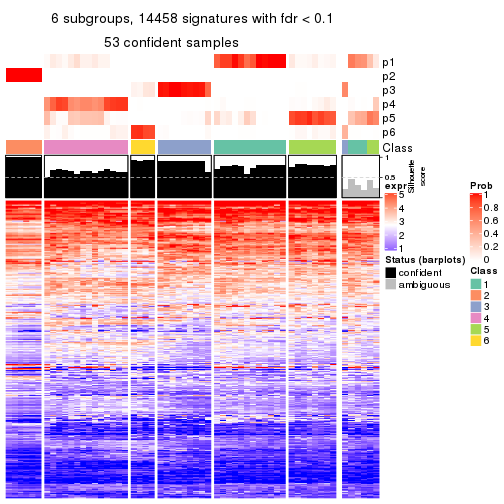 6 subgroups, 14458 signatures with fdr < 0.1
53 confident samples
p1
p2
p3
p4
p5
p6
Class
1
0.5
0
Silhouette
score
expr
5
4
3
2
1
Status (barplots)
confident
ambiguous
Prob
1
0.8
0.6
0.4
0.2
0
Class
1
2
3
4
5
6